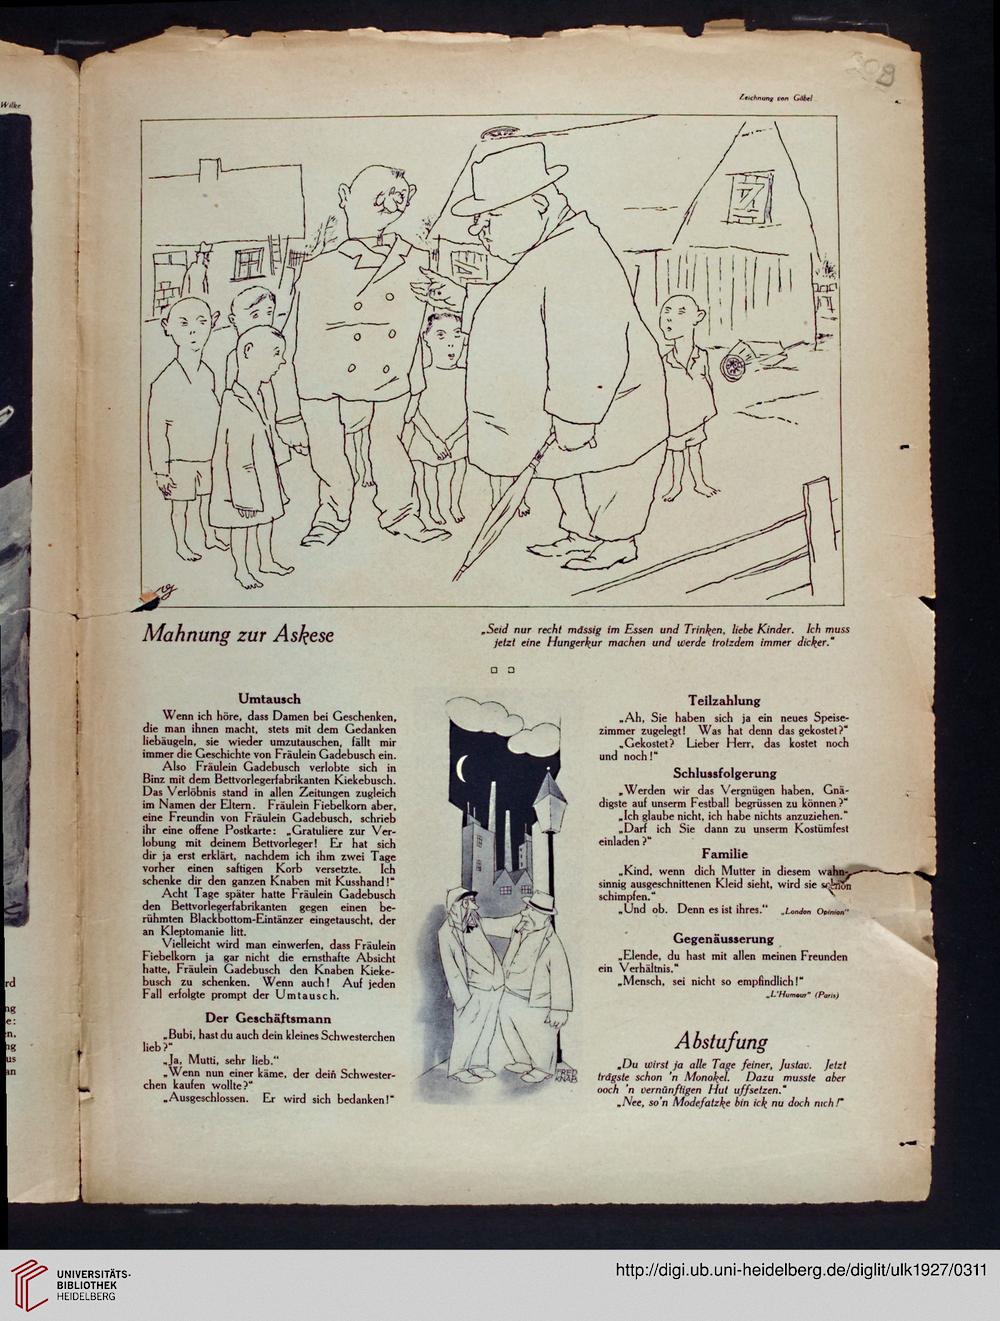 Wilke
Zeichnung von Göbel
Mahnung zur Askese
„Seid nur recht mässig im Essen und Trinken, liebe Kinder. Ich muss
jetzt eine Hungerkur machen und werde trotzdem immer dicker.“
Umtausch
Wenn ich höre, dass Damen bei Geschenken,
die man ihnen macht, stets mit dem Gedanken
liebäugeln, sie wieder umzutauschen, fällt mir
immer die Geschichte von Fräulein Gadebusch ein.
Also Fräulein Gadebusch verlobte sich in
Binz mit dem Bettvorlegerfabrikanten Kiekebusch.
Das Verlöbnis stand in allen Zeitungen zugleich
im Namen der Eltern. Fräulein Fiebelkorn aber,
eine Freundin von Fräulein Gadebusch, schrieb
ihr eine offene Postkarte: „Gratuliere zur Ver-
lobung mit deinem Bettvorleger! Er hat sich
dir ja erst erklärt, nachdem ich ihm zwei Tage
vorher einen saftigen Korb versetzte. Ich
schenke dir den ganzen Knaben mit Kusshand!“
Acht Tage später hatte Fräulein Gadebusch
den Bettvorlegerfabrikanten gegen einen be-
rühmten Blackbottom-Eintänzer eingetauscht, der
an Kleptomanie litt.
Vielleicht wird man einwerfen, dass Fräulein
Fiebelkorn ja gar nicht die ernsthafte Absicht
hatte, Fräulein Gadebusch den Knaben Kieke-
busch zu schenken. Wenn auch! Auf jeden
Fall erfolgte prompt der Umtausch.
Der Geschäftsmann
„Bubi, hast du auch dein kleines Schwesterchen
lieb?“
„Ja, Mutti, sehr lieb.“
„Wenn nun einer käme, der dein Schwester-
chen kaufen wollte?“
„Ausgeschlossen. Er wird sich bedanken!“
FRED
KNAB
Teilzahlung
„Ah, Sie haben sich ja ein neues Speise-
zimmer zugelegt! Was hat denn das gekostet?“
„Gekostet? Lieber Herr, das kostet noch
und noch!“
Schlussfolgerung
„Werden wir das Vergnügen haben, Gnä-
digste auf unserm Festball begrüssen zu können?“
„Ich glaube nicht, ich habe nichts anzuziehen.“
„Darf ich Sie dann zu unserm Kostümfest
einladen?“
Familie
„Kind, wenn dich Mutter in diesem wahn-
sinnig ausgeschnittenen Kleid sieht, wird sie schön
schimpfen.“
„Und ob. Denn es ist ihres.“ „London Opinion“
Gegenäusserung
„Elende, du hast mit allen meinen Freunden
ein Verhältnis.“
„Mensch, sei nicht so empfindlich!“
„L'Humour“ (Paris)
Abstufung
„Du wirst ja alle Tage feiner, Justav. Jetzt
trägste schon 'n Monokel. Dazu musste aber
ooch 'n vernünftigen Hut uffsetzen.“
„Nee, so'n Modefatzke bin ick nu doch nich!“
UNIVERSITÄTS-
BIBLIOTHEK
HEIDELBERG
http://digi.ub.uni-heidelberg.de/diglit/ulk1927/0311